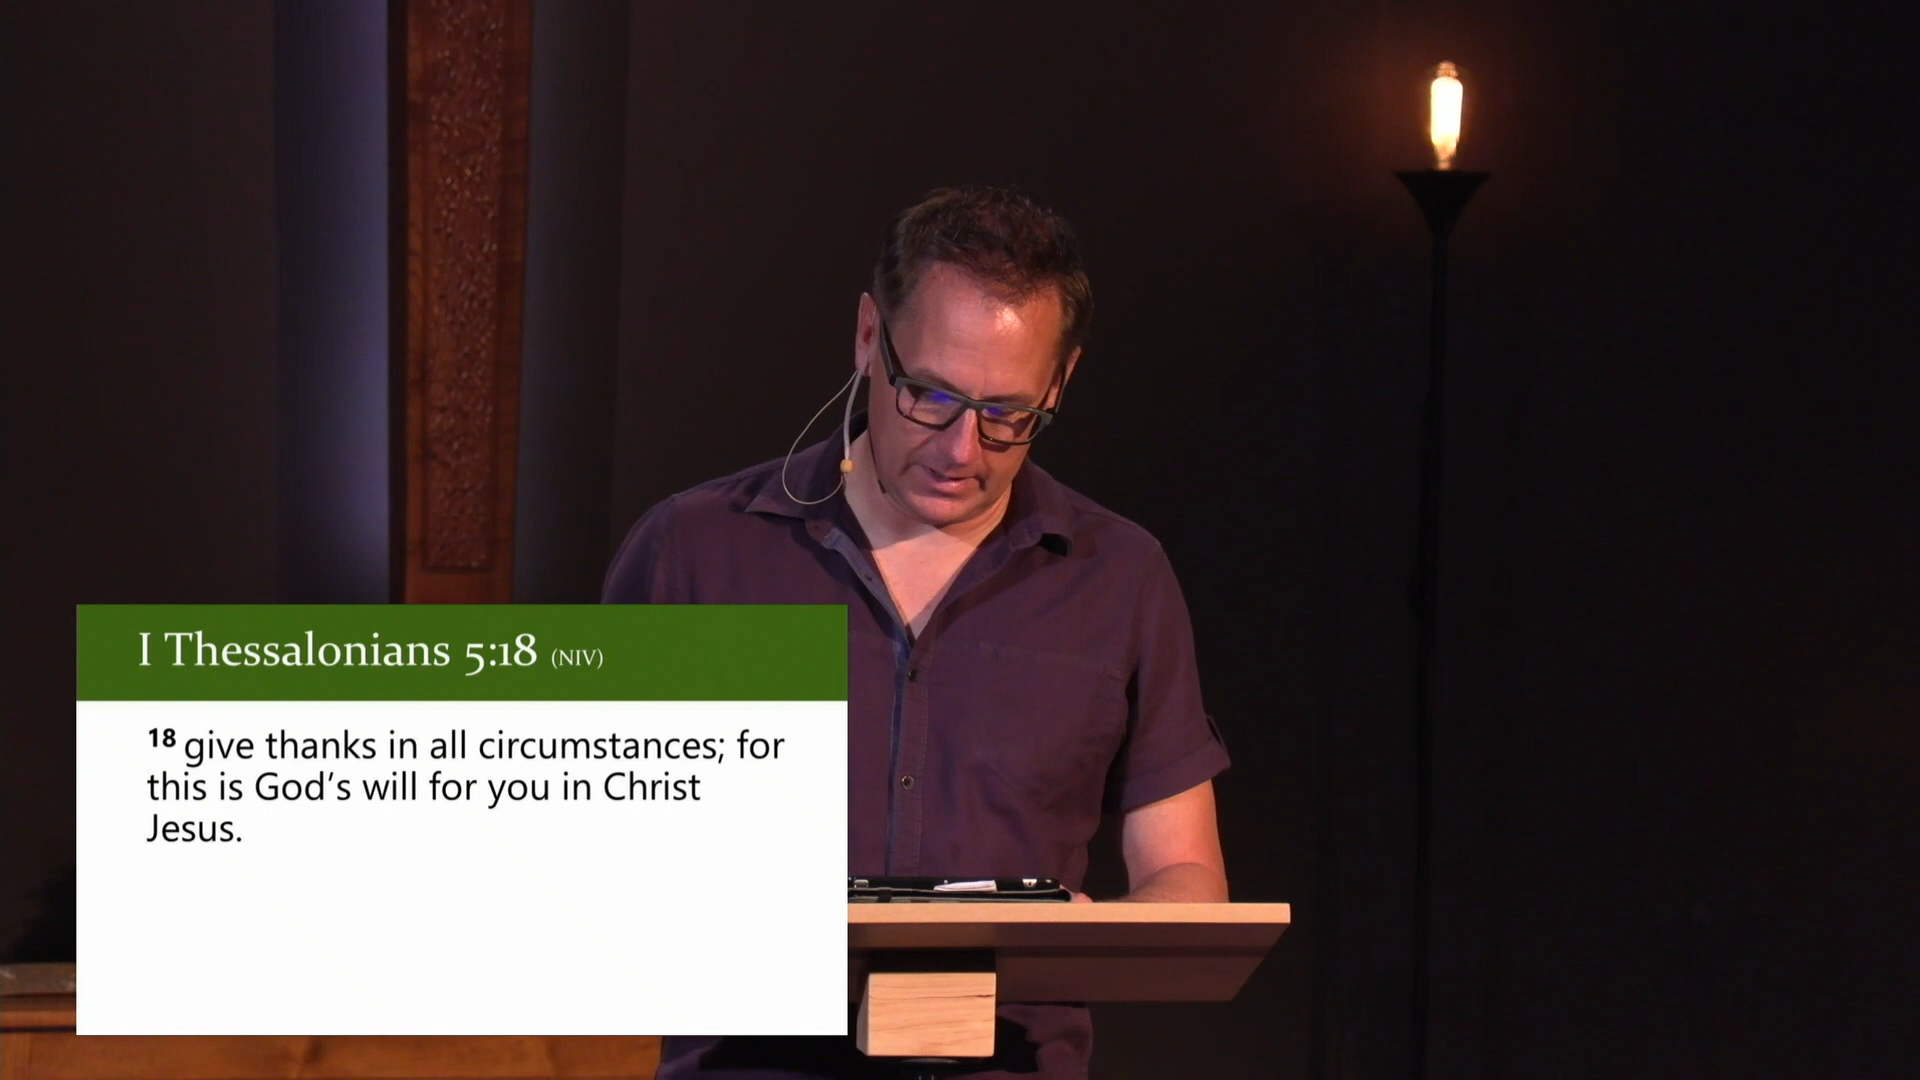 I Thessalonians 5:18 (NIV)
18 give thanks in all circumstances; for
this is God's will for you in Christ
Jesus.